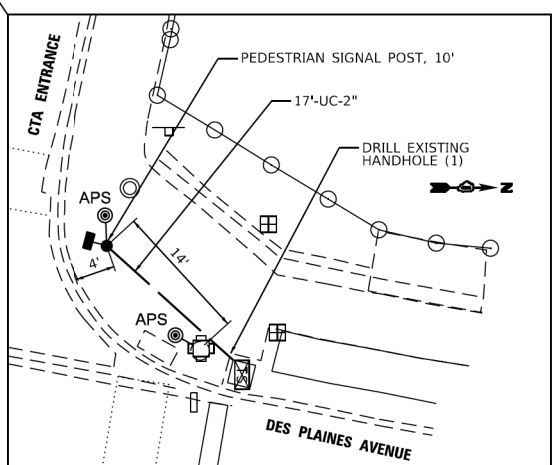 PEDESTRIAN SIGNAL POST, 10'
CTA ENTRANCE
17'-UC-2"
DRILL EXISTING
HANDHOLE (1)
N
APS
14'
4'
APS
DES PLAINES AVENUE